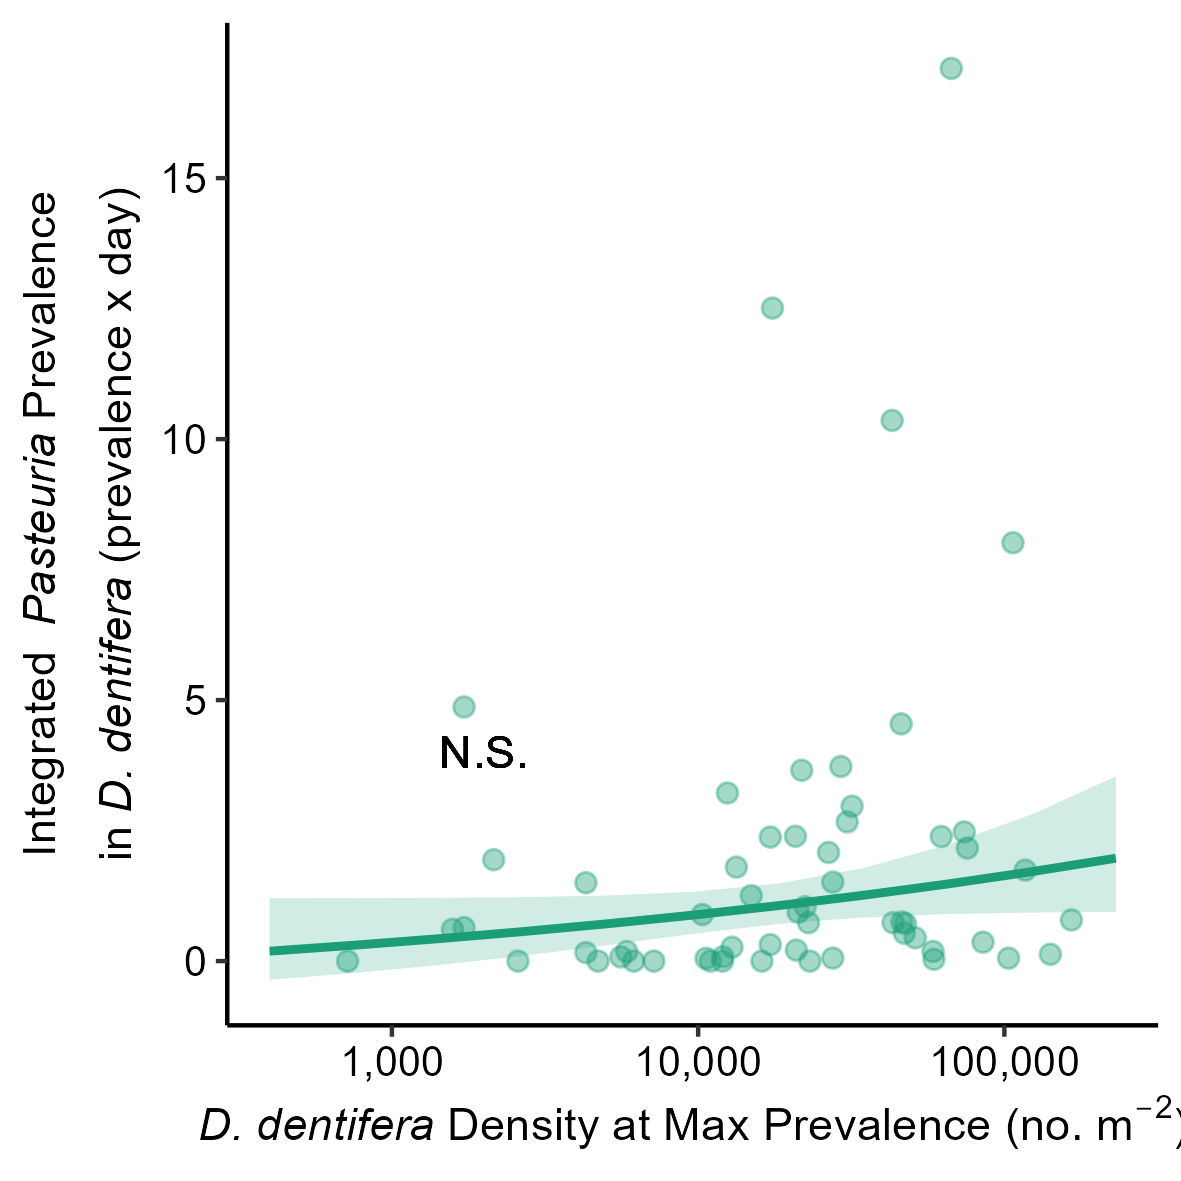 Integrated Pasteuria Prevalence
in D. dentifera (prevalence x day)
15
10
5
0
N.S.
1,000
10,000
100,000
D. dentifera Density at Max Prevalence (no. m⁻²)